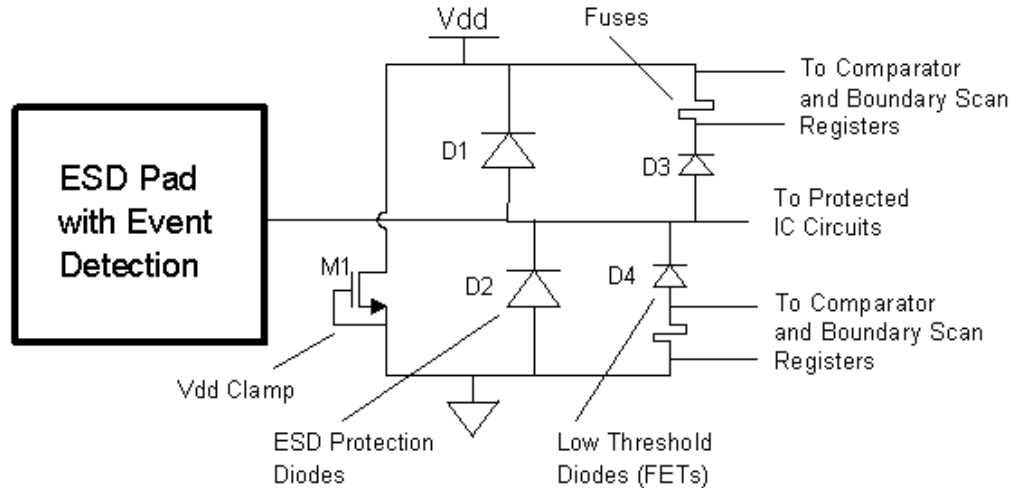 Vdd
Fuses
To Comparator
and Boundary Scan
Registers
D1
D3
ESD Pad
with Event
Detection
To Protected
IC Circuits
M1
D2
D4
To Comparator
and Boundary Scan
Registers
Vdd Clamp
ESD Protection
Diodes
Low Threshold
Diodes (FETs)